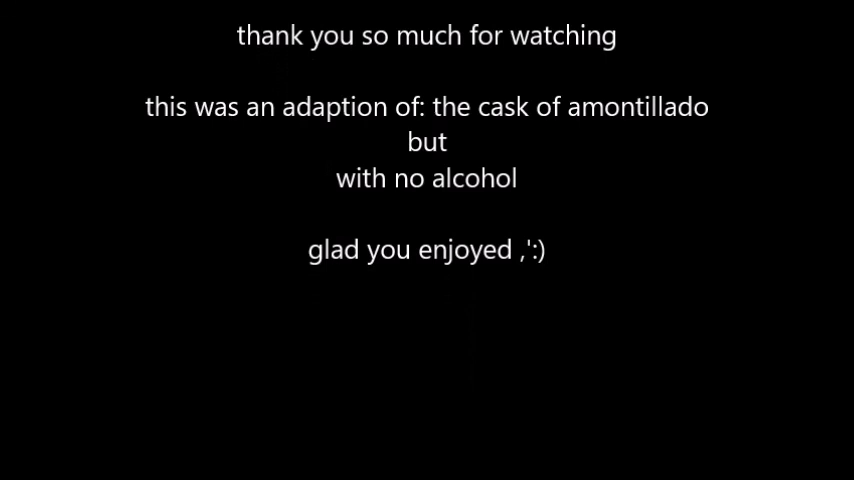 thank you so much for watching
this was an adaption of: the cask of amontillado
but
with no alcohol
glad you enjoyed ,':)